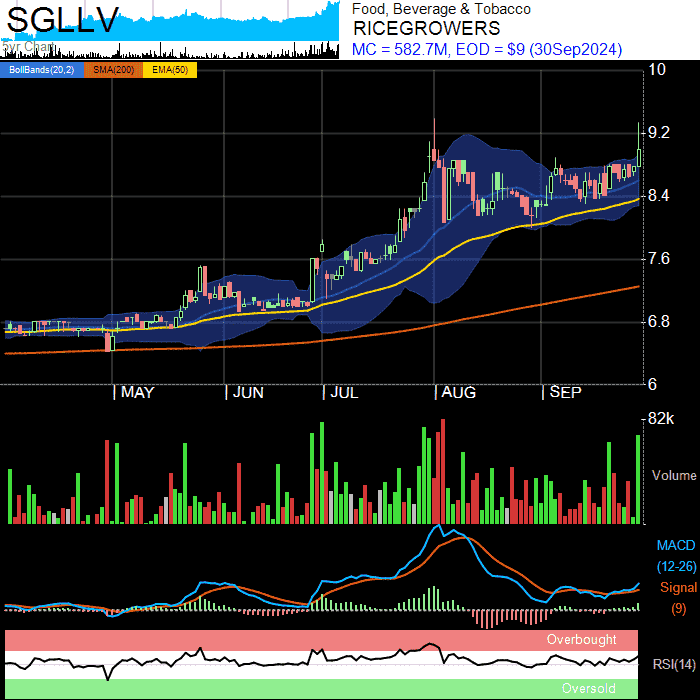 SGLLV
5yr Chart
Food, Beverage & Tobacco
RICEGROWERS
MC = 582.7M, EOD = $9 (30Sep2024)
BollBands(20,2) SMA(200) EMA(50)
10
9.2
8.4
7.6
6.8
6
MAY JUN JUL AUG SEP
82k
Volume
MACD
(12-26)
Signal
(9)
Overbought
RSI(14)
Oversold